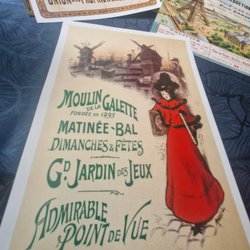 MOULIN
DE LA GALETTE
FONDÉE EN 1295
MATINÉE-BAL
DIMANCHES & FÊTES
GD JARDIN DES JEUX
ADMIRABLE
POINT DE VUE